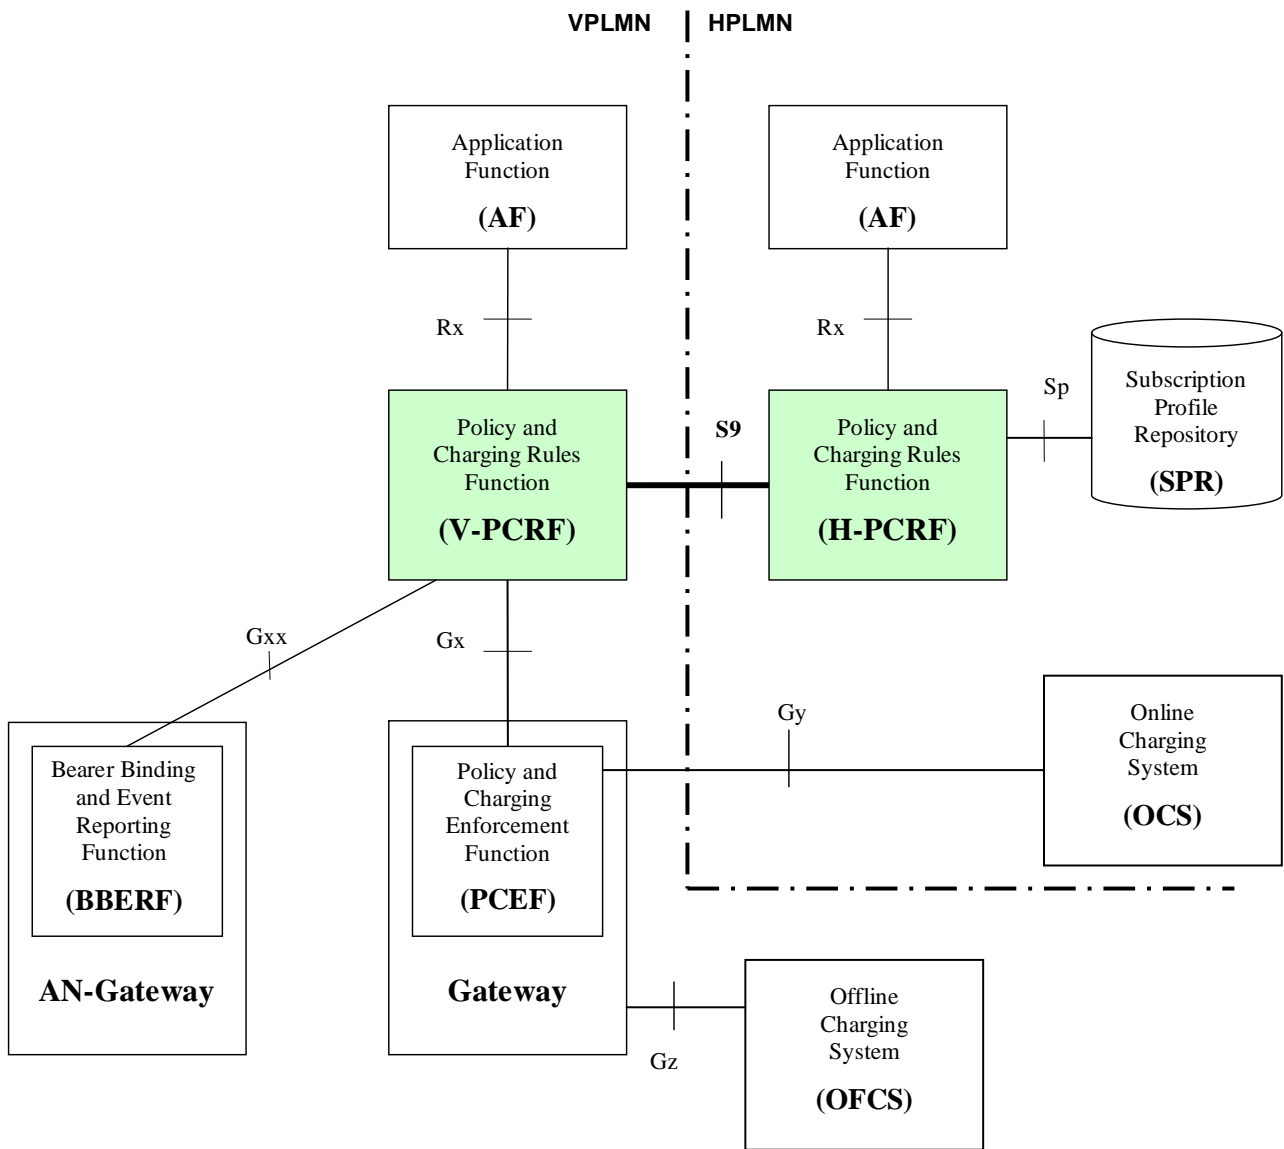 VPLMN
HPLMN
Application
Function
(AF)
Application
Function
(AF)
Rx
Rx
Policy and
Charging Rules
Function
(V-PCRF)
S9
Policy and
Charging Rules
Function
(H-PCRF)
Sp
Subscription
Profile
Repository
(SPR)
Gxx
Gx
Bearer Binding
and Event
Reporting
Function
(BBERF)
AN-Gateway
Policy and
Charging
Enforcement
Function
(PCEF)
Gateway
Gy
Online
Charging
System
(OCS)
Gz
Offline
Charging
System
(OFCS)